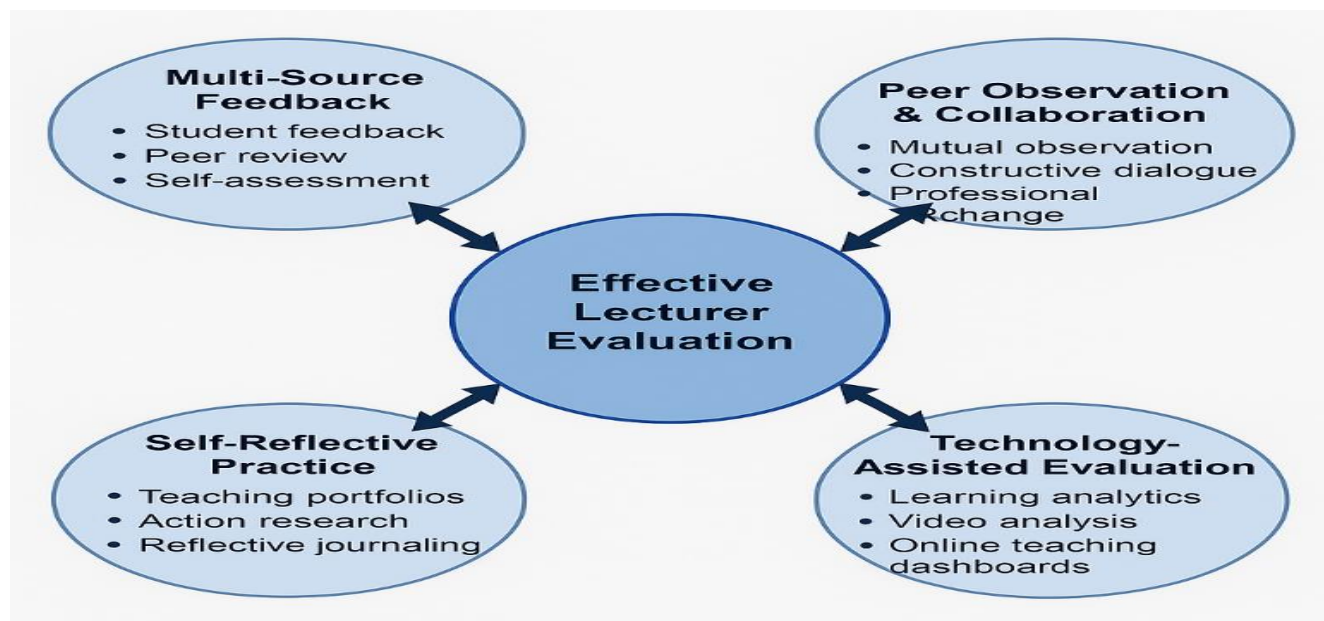 Multi-Source
Feedback
• Student feedback
• Peer review
• Self-assessment
Peer Observation
& Collaboration
• Mutual observation
• Constructive dialogue
• Professional
exchange
Effective
Lecturer
Evaluation
Self-Reflective
Practice
• Teaching portfolios
• Action research
• Reflective journaling
Technology-
Assisted Evaluation
• Learning analytics
• Video analysis
• Online teaching
dashboards